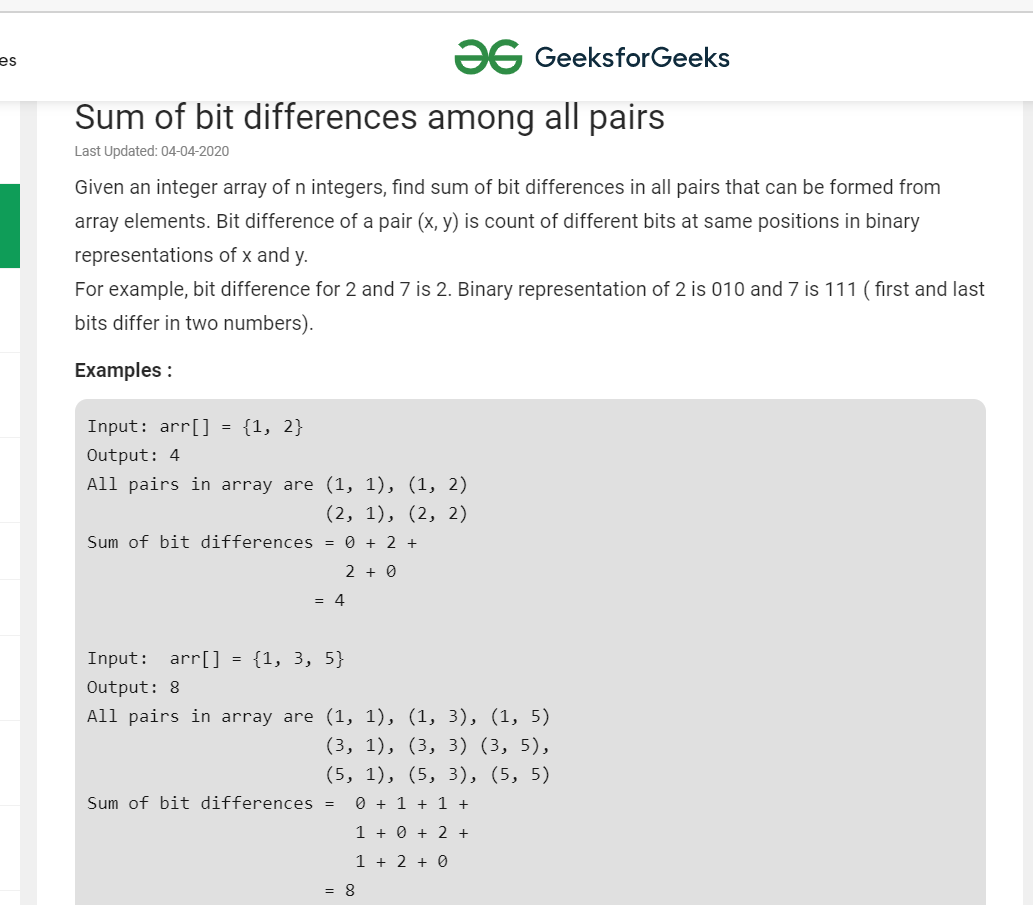 es
GeeksforGeeks
Sum of bit differences among all pairs
Last Updated: 04-04-2020
Given an integer array of n integers, find sum of bit differences in all pairs that can be formed from
array elements. Bit difference of a pair (x, y) is count of different bits at same positions in binary
representations of x and y.
For example, bit difference for 2 and 7 is 2. Binary representation of 2 is 010 and 7 is 111 ( first and last
bits differ in two numbers).
Examples :
Input: arr[] = {1, 2}
Output: 4
All pairs in array are (1, 1), (1, 2)
(2, 1), (2, 2)
Sum of bit differences = 0 + 2 +
2 + 0
= 4
Input:  arr[] = {1, 3, 5}
Output: 8
All pairs in array are (1, 1), (1, 3), (1, 5)
(3, 1), (3, 3) (3, 5),
(5, 1), (5, 3), (5, 5)
Sum of bit differences =  0 + 1 + 1 +
1 + 0 + 2 +
1 + 2 + 0
= 8